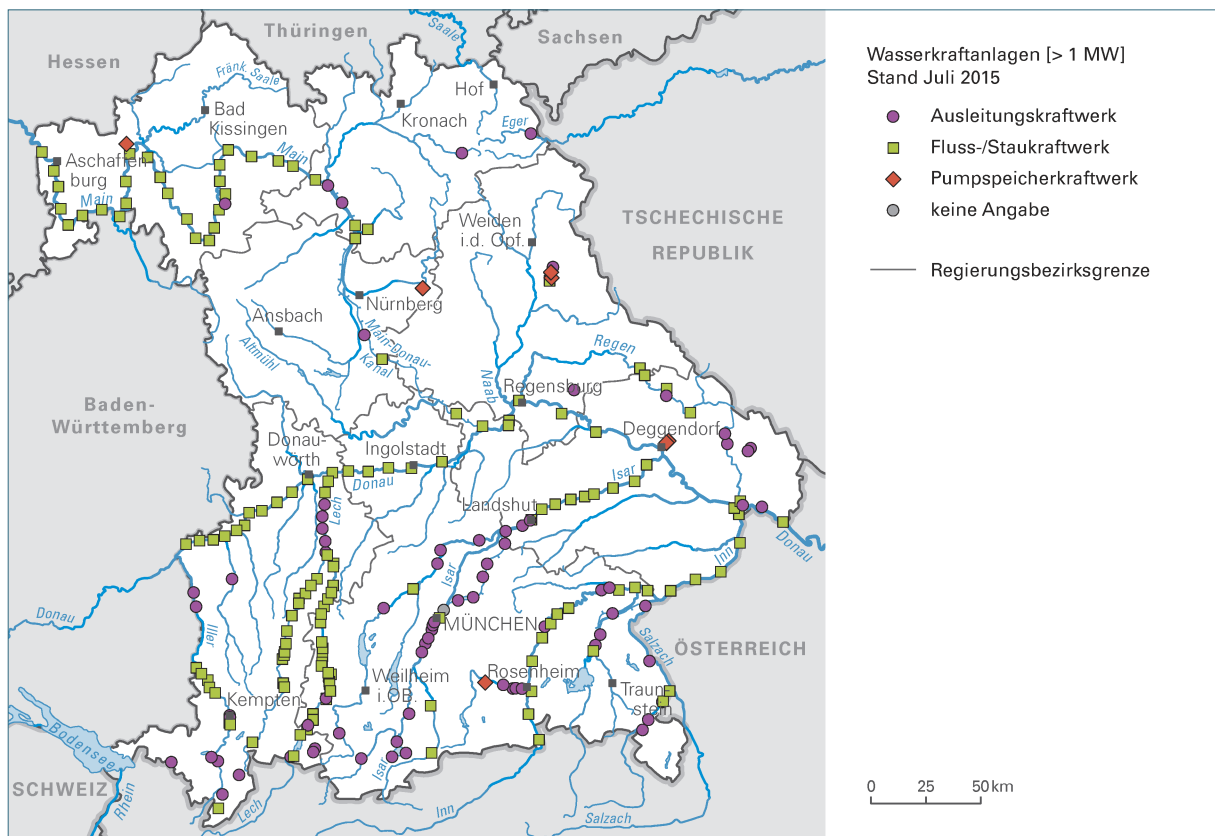 Thüringen
Saale
Sachsen
Hessen
Fränk. Saale
Hof
Bad
Kissingen
Kronach
Eger
Main
Aschaffen
burg
Main
Weiden
i.d. Opf.
TSCHECHISCHE
REPUBLIK
Nürnberg
Ansbach
Altmühl
Main-Donau-
Kanal
Naab
Regen
Regensburg
Baden-
Württemberg
Donau-
wörth
Ingolstadt
Donau
Deggendorf
Isar
Lech
Landshut
Isar
Inn
Donau
Donau
Iller
MÜNCHEN
Salzach
ÖSTERREICH
Weilheim
i.OB.
Rosenheim
Traun-
stein
Kempten
Bodensee
SCHWEIZ
Rhein
Lech
Isar
Inn
Salzach
Wasserkraftanlagen [> 1 MW]
Stand Juli 2015
Ausleitungskraftwerk
Fluss-/Staukraftwerk
Pumpspeicherkraftwerk
keine Angabe
Regierungsbezirksgrenze
0 25 50 km